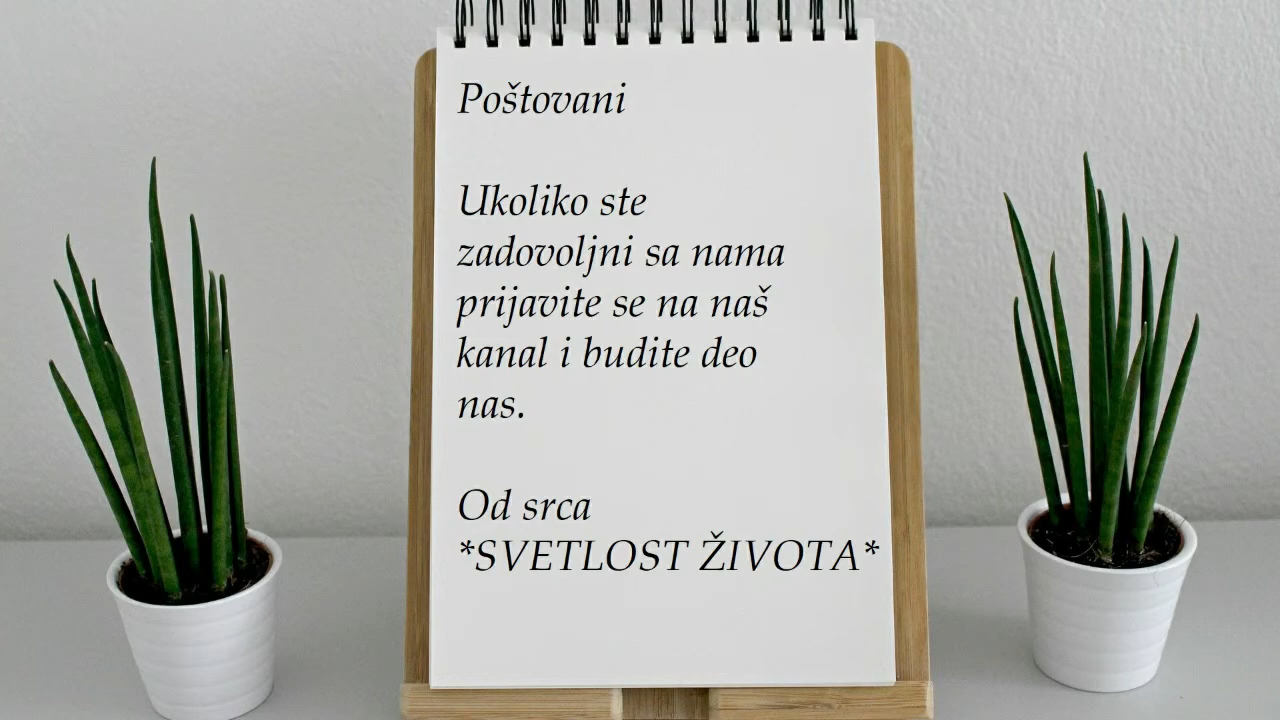 Poštovani
Ukoliko ste
zadovoljni sa nama
prijavite se na naš
kanal i budite deo
nas.
Od srca
*SVETLOST ŽIVOTA*